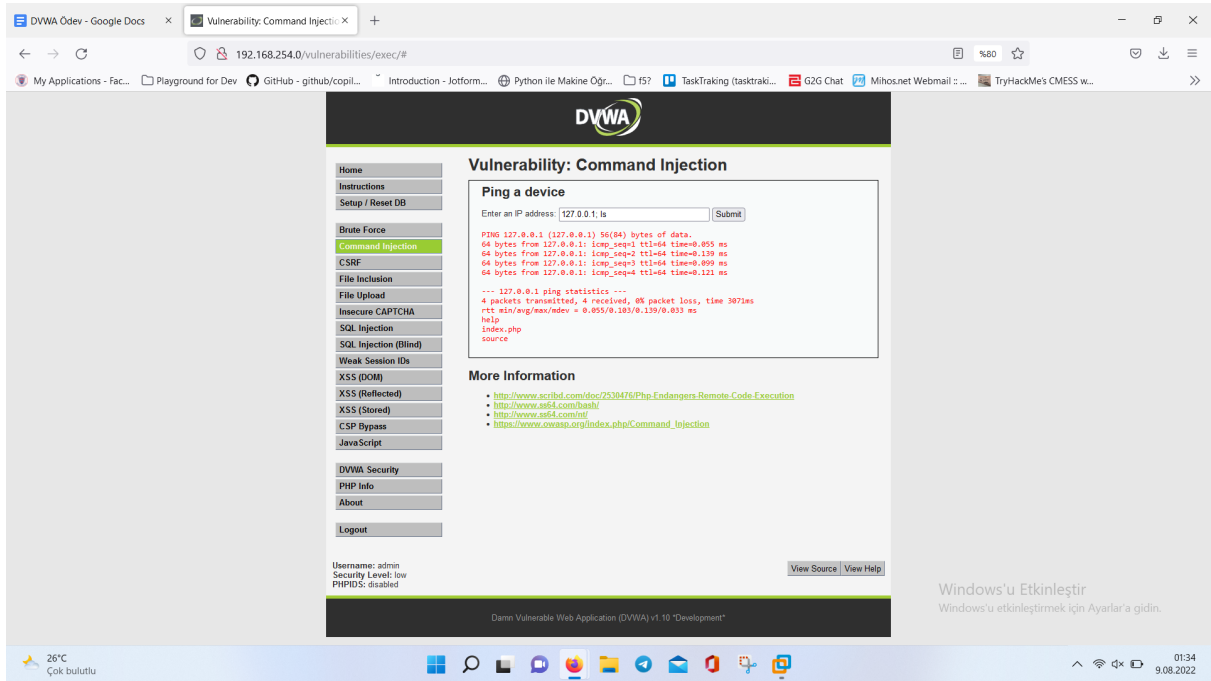 DVWA Ödev - Google Docs
Vulnerability: Command Injectic
192.168.254.0/vulnerabilities/exec/#
%80
My Applications - Fac...
Playground for Dev
GitHub - github/copil...
Introduction - Jotform...
Python ile Makine Öğr...
f5?
TaskTraking (tasktraki...
G2G Chat
Mihos.net Webmail :: ...
TryHackMe's CMESS w...
DVWA
Home
Instructions
Setup / Reset DB
Brute Force
Command Injection
CSRF
File Inclusion
File Upload
Insecure CAPTCHA
SQL Injection
SQL Injection (Blind)
Weak Session IDs
XSS (DOM)
XSS (Reflected)
XSS (Stored)
CSP Bypass
JavaScript
DVWA Security
PHP Info
About
Logout
Vulnerability: Command Injection
Ping a device
Enter an IP address: 127.0.0.1; ls Submit
PING 127.0.0.1 (127.0.0.1) 56(84) bytes of data.
64 bytes from 127.0.0.1: icmp_seq=1 ttl=64 time=0.055 ms
64 bytes from 127.0.0.1: icmp_seq=2 ttl=64 time=0.139 ms
64 bytes from 127.0.0.1: icmp_seq=3 ttl=64 time=0.099 ms
64 bytes from 127.0.0.1: icmp_seq=4 ttl=64 time=0.121 ms
--- 127.0.0.1 ping statistics ---
4 packets transmitted, 4 received, 0% packet loss, time 3071ms
rtt min/avg/max/mdev = 0.055/0.103/0.139/0.033 ms
help
index.php
source
More Information
http://www.scribd.com/doc/2530476/Php-Endangers-Remote-Code-Execution
http://www.ss64.com/bash/
http://www.ss64.com/nt/
https://www.owasp.org/index.php/Command_Injection
Username: admin
Security Level: low
PHPIDS: disabled
View Source View Help
Damn Vulnerable Web Application (DVWA) v1.10 *Development*
Windows'u Etkinleştir
Windows'u etkinleştirmek için Ayarlar'a gidin.
26°C
Çok bulutlu
01:34
9.08.2022